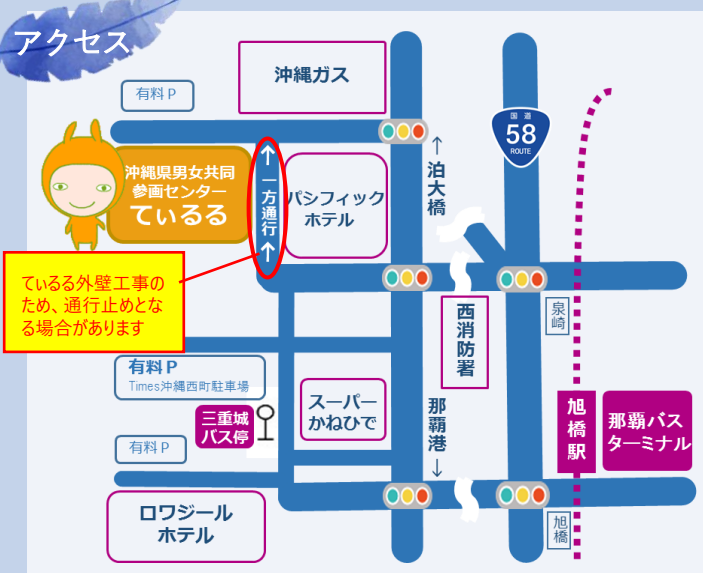 アクセス
沖縄ガス
有料P
国道
58
ROUTE
↑
泊大橋
沖縄県男女共同
参画センター
ているる
↑一方通行↑
パシフィック
ホテル
ているる外壁工事の
ため、通行止めとな
る場合があります
西消防署
泉崎
有料P
Times沖縄西町駐車場
三重城
バス停
スーパー
かねひで
那覇港
↓
旭橋駅
那覇バス
ターミナル
有料P
ロワジール
ホテル
旭橋